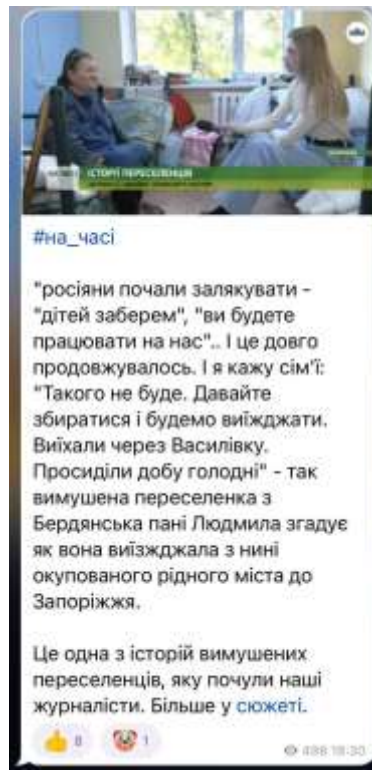 ІСТОРІЇ ПЕРЕСЕЛЕНЦІВ
#на_часі
"росіяни почали залякувати -
"дітей заберем", "ви будете
працювати на нас".. І це довго
продовжувалось. І я кажу сім'ї:
"Такого не буде. Давайте
збиратися і будемо виїжджати.
Виїхали через Василівку.
Просиділи добу голодні" - так
вимушена переселенка з
Бердянська пані Людмила згадує
як вона виїзжджала з нині
окупованого рідного міста до
Запоріжжя.
Це одна з історій вимушених
переселенців, яку почули наші
журналісти. Більше у сюжеті.
8 1 498 18:30